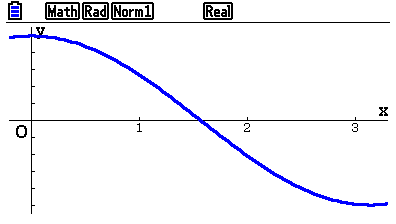 Math Rad Norm1 Real
y
x
O 1 2 3